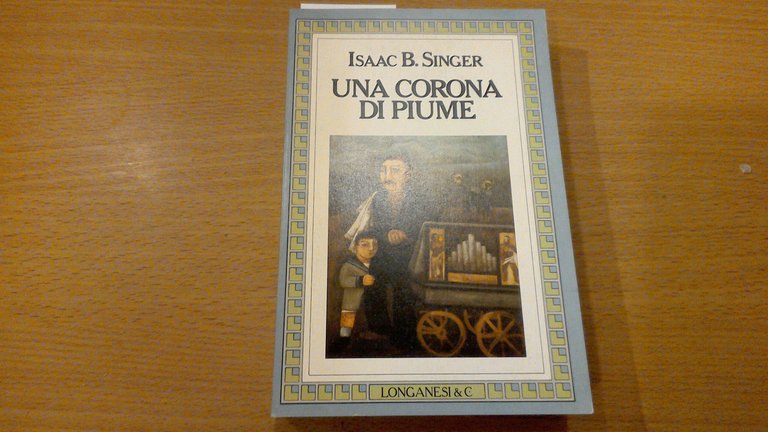 ISAAC B. SINGER
UNA CORONA
DI PIUME
LONGANESI & C